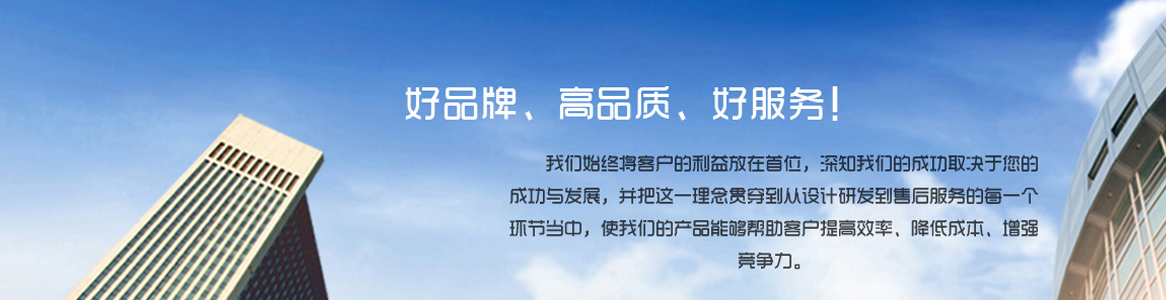 好品牌、高品质、好服务!
我们始终将客户的利益放在首位，深知我们的成功取决于您的
成功与发展，并把这一理念贯穿到从设计研发到售后服务的每一个
环节当中，使我们的产品能够帮助客户提高效率、降低成本、增强
竞争力。